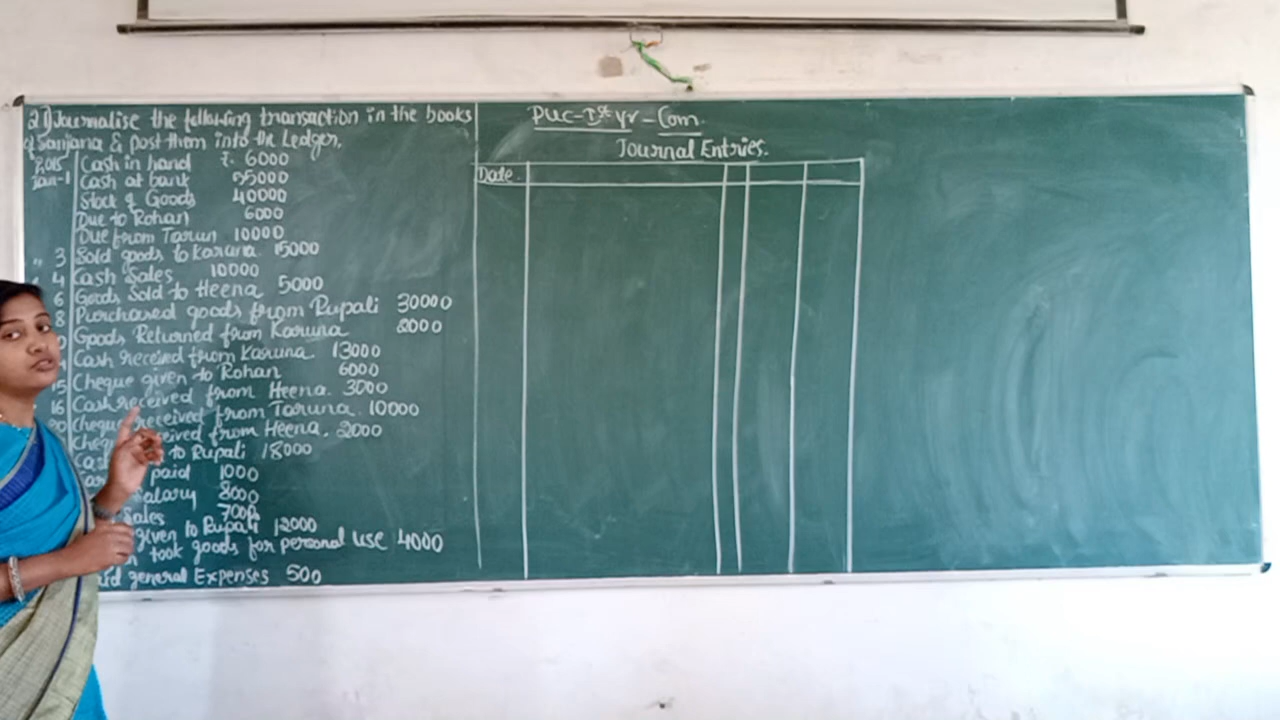 21) Journalise the following transaction in the books
of Sanjana & post them into the Ledger.
2015 Cash in hand ₹. 6000
Jan-1 Cash at bank 55000
Stock of Goods 40000
Due to Rohan 6000
Due from Tarun 10000
" 3 Sold goods to Karuna. 15000
4 Cash Sales 10000
6 Goods Sold to Heena 5000
8 Purchased goods from Rupali 30000
Goods Returned from Karuna 2000
Cash received from Karuna. 13000
15 Cheque given to Rohan 6000
16 Cash received from Heena. 3000
20 Cheque received from Taruna. 10000
received from Heena. 2000
to Rupali 18000
paid 1000
Salary 8000
Sales 7000
given to Rupali 12000
took goods for personal use 4000
general Expenses 500
PUC-Ist yr-Com.
Journal Entries.
Date.